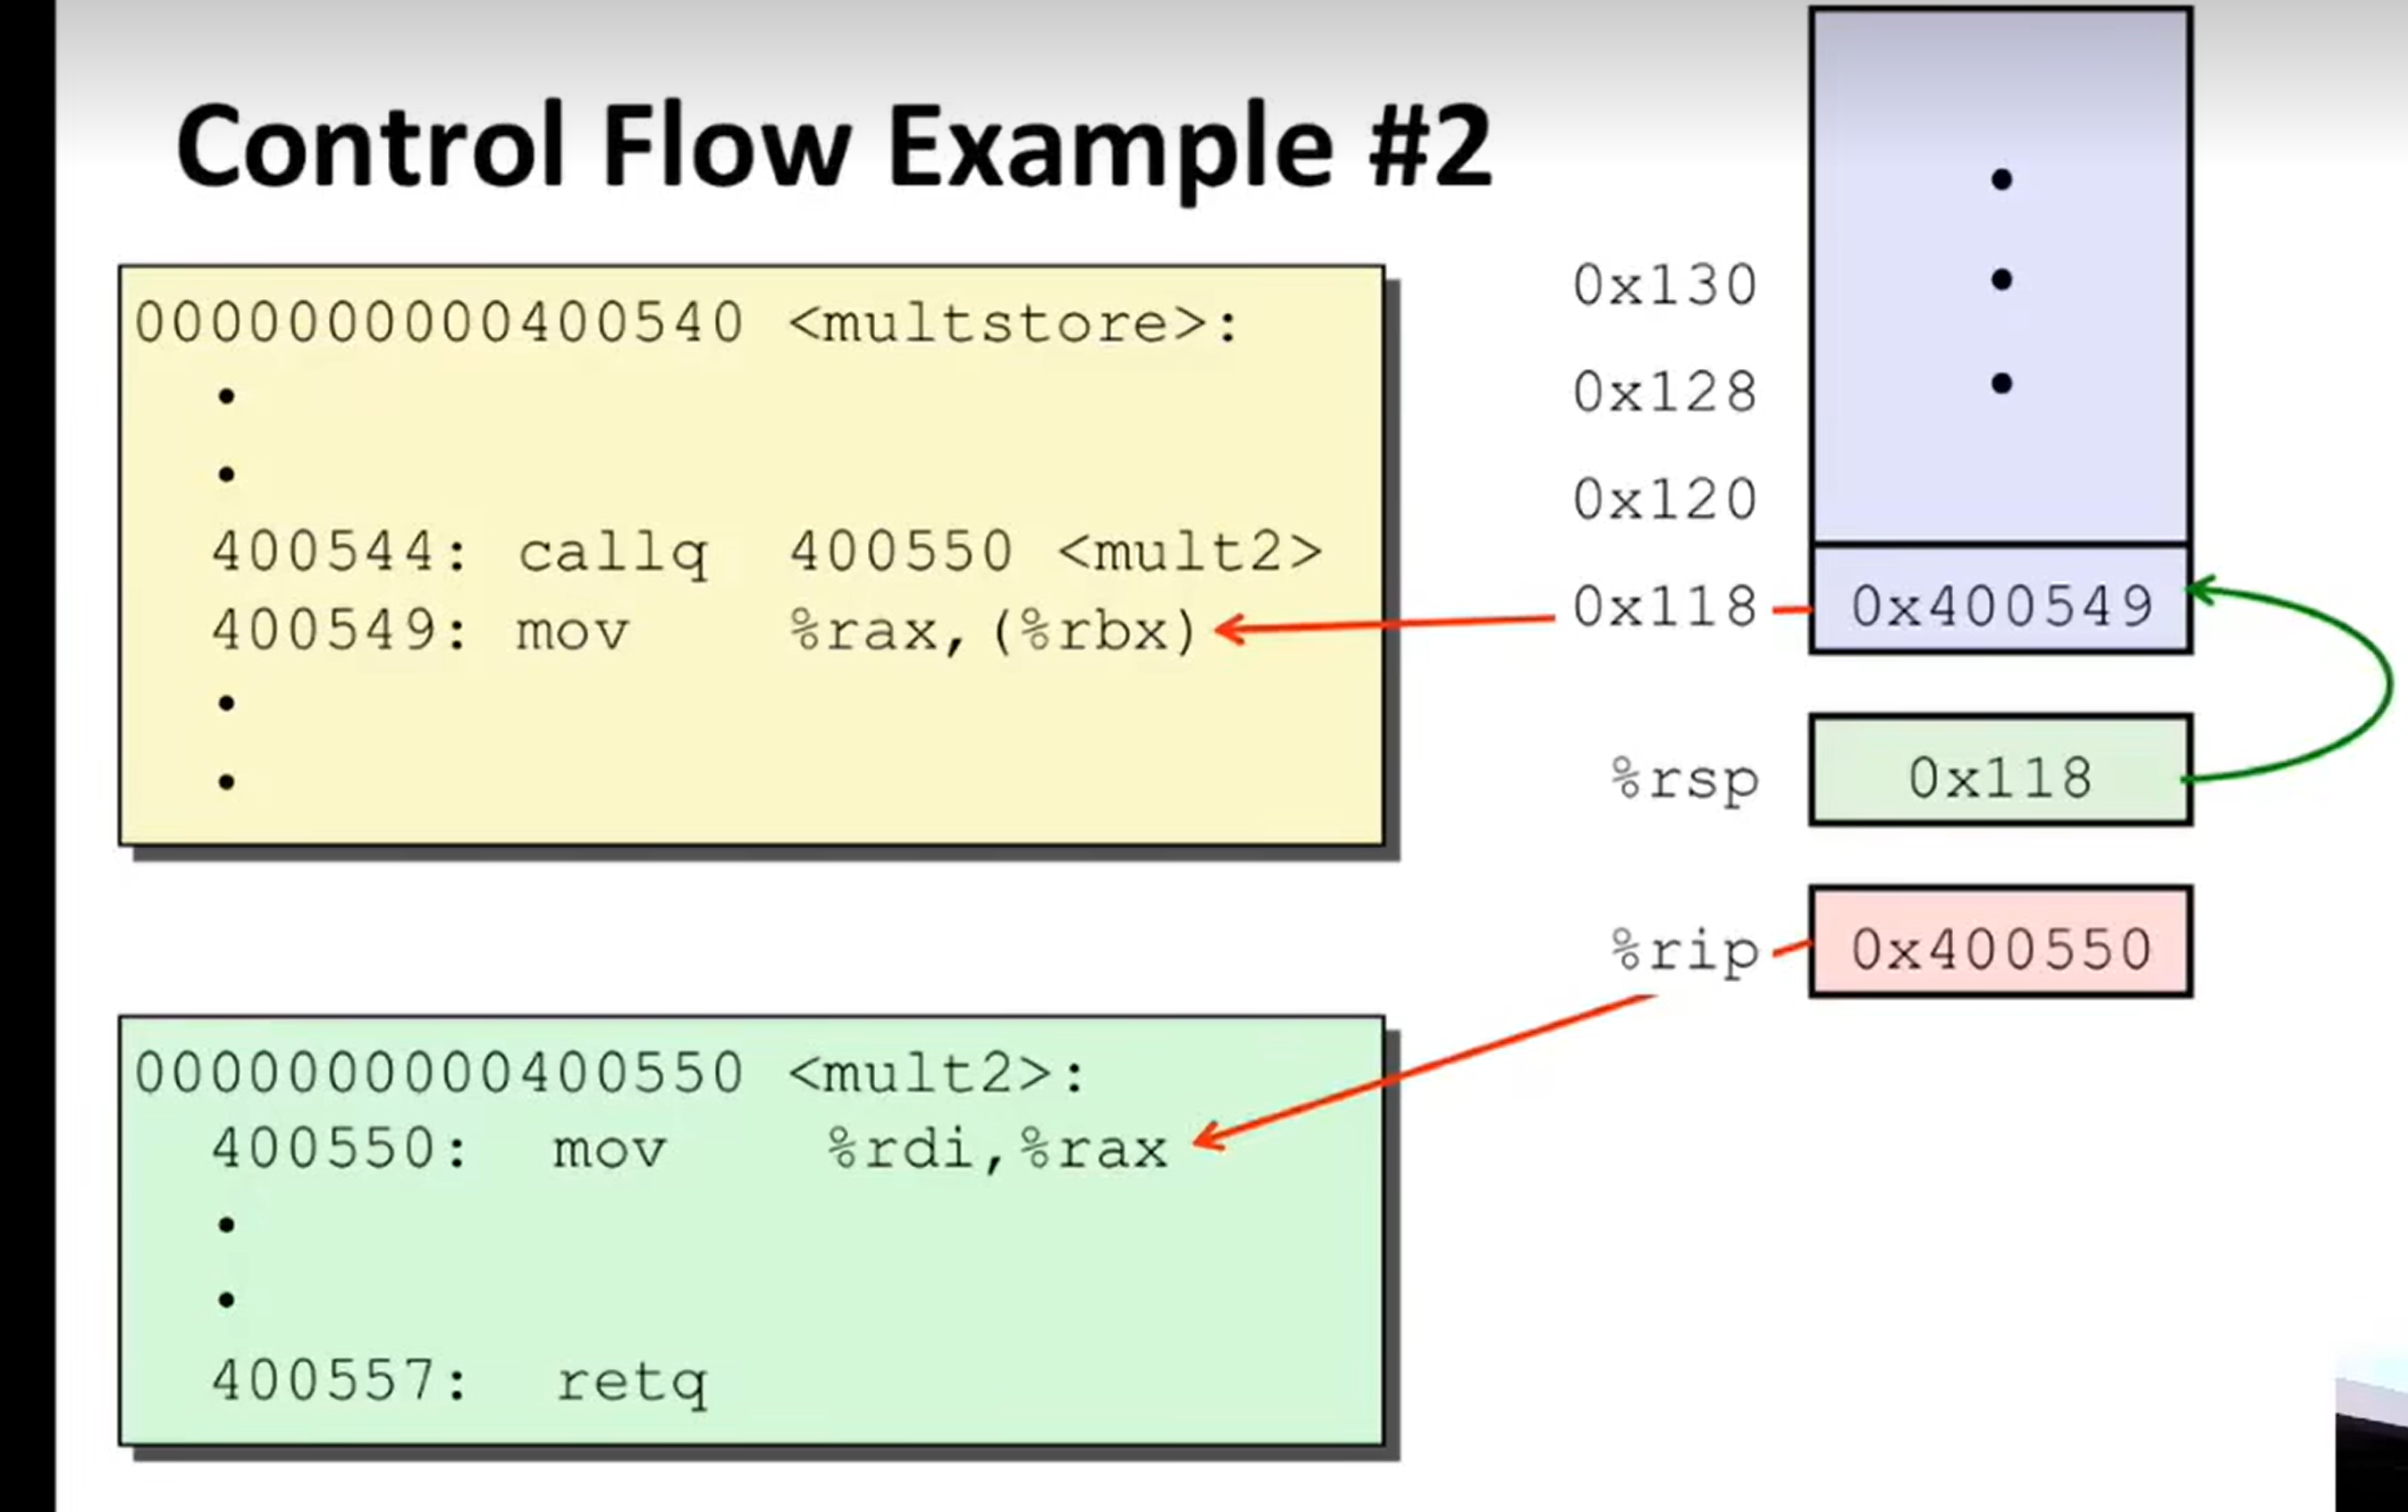 Control Flow Example #2
0000000000400540 <multstore>:
•
•
400544: callq 400550 <mult2>
400549: mov %rax,(%rbx)
•
•
0000000000400550 <mult2>:
400550: mov %rdi,%rax
•
•
400557: retq
•
•
•
0x130
0x128
0x120
0x118 0x400549
%rsp 0x118
%rip 0x400550